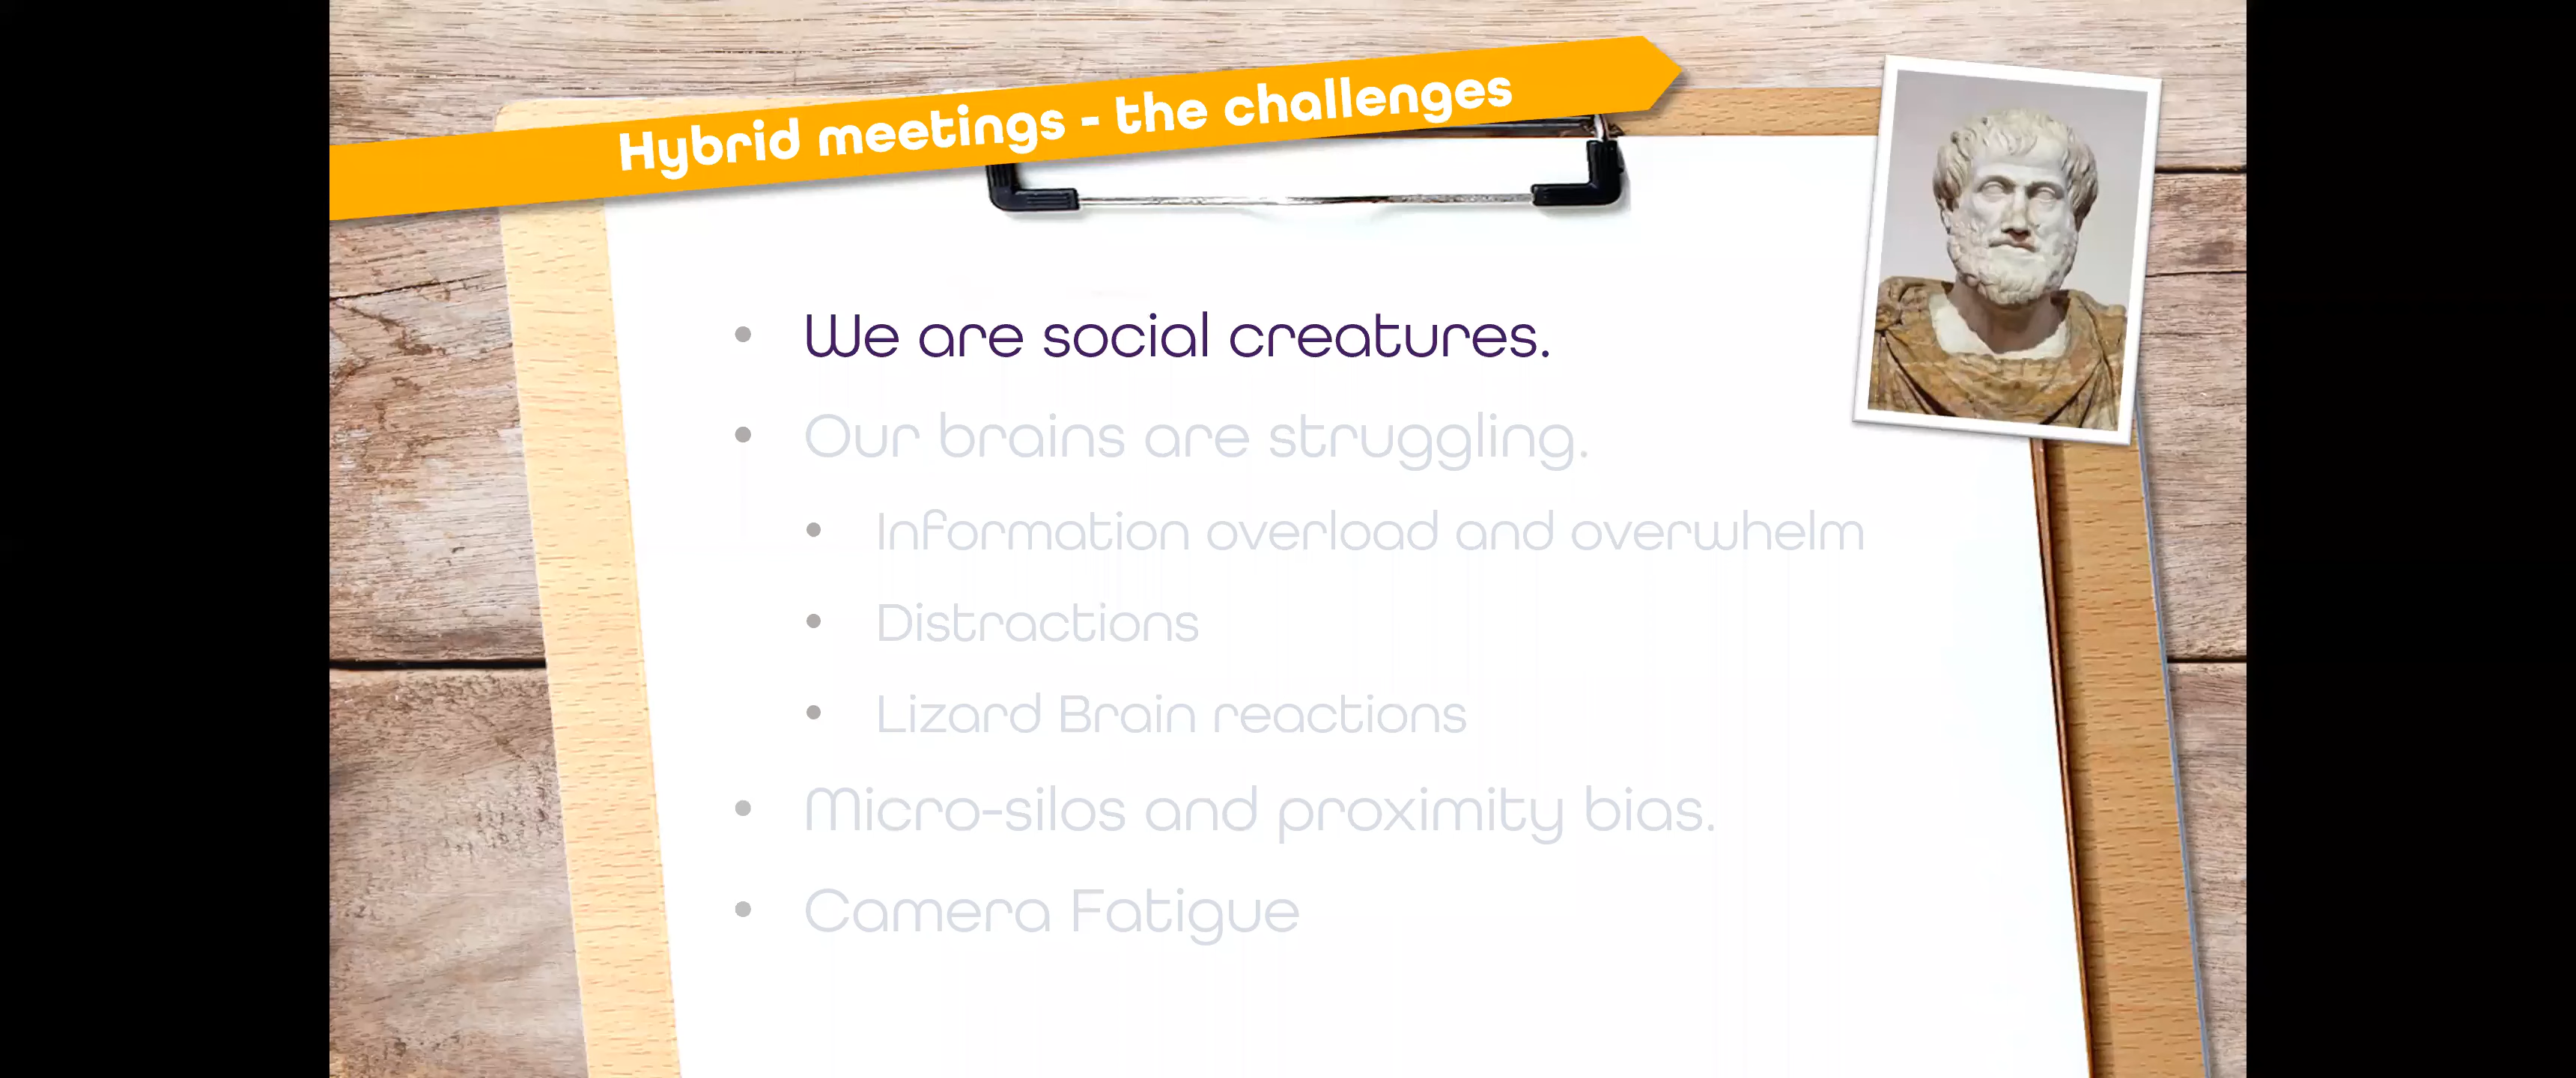 Hybrid meetings - the challenges
• We are social creatures.
• Our brains are struggling.
• Information overload and overwhelm
• Distractions
• Lizard Brain reactions
• Micro-silos and proximity bias.
• Camera Fatigue